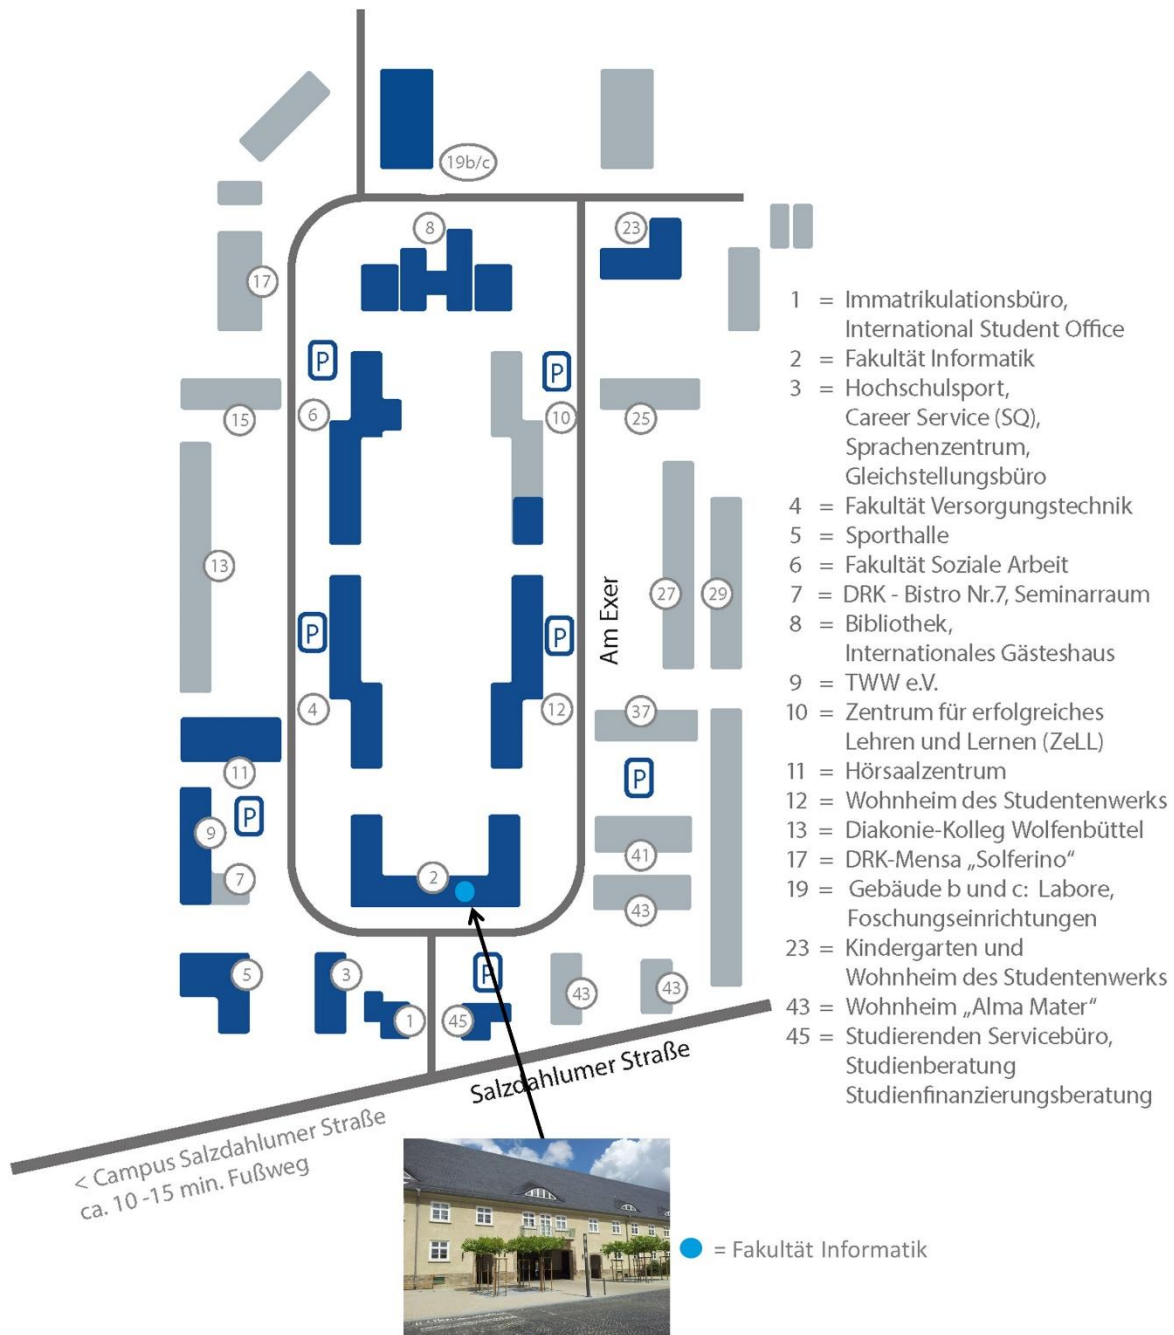 19b/c
8
23
17
P
P
6
10
15
25
13
27
29
Am Exer
P
P
4
12
37
11
P
P
9
41
2
7
43
5
3
P
43
43
1
45
Salzdahlumer Straße
< Campus Salzdahlumer Straße
ca. 10 -15 min. Fußweg
1 = Immatrikulationsbüro,
International Student Office
2 = Fakultät Informatik
3 = Hochschulsport,
Career Service (SQ),
Sprachenzentrum,
Gleichstellungsbüro
4 = Fakultät Versorgungstechnik
5 = Sporthalle
6 = Fakultät Soziale Arbeit
7 = DRK - Bistro Nr.7, Seminarraum
8 = Bibliothek,
Internationales Gästeshaus
9 = TWW e.V.
10 = Zentrum für erfolgreiches
Lehren und Lernen (ZeLL)
11 = Hörsaalzentrum
12 = Wohnheim des Studentenwerks
13 = Diakonie-Kolleg Wolfenbüttel
17 = DRK-Mensa „Solferino“
19 = Gebäude b und c: Labore,
Foschungseinrichtungen
23 = Kindergarten und
Wohnheim des Studentenwerks
43 = Wohnheim „Alma Mater“
45 = Studierenden Servicebüro,
Studienberatung
Studienfinanzierungsberatung
= Fakultät Informatik